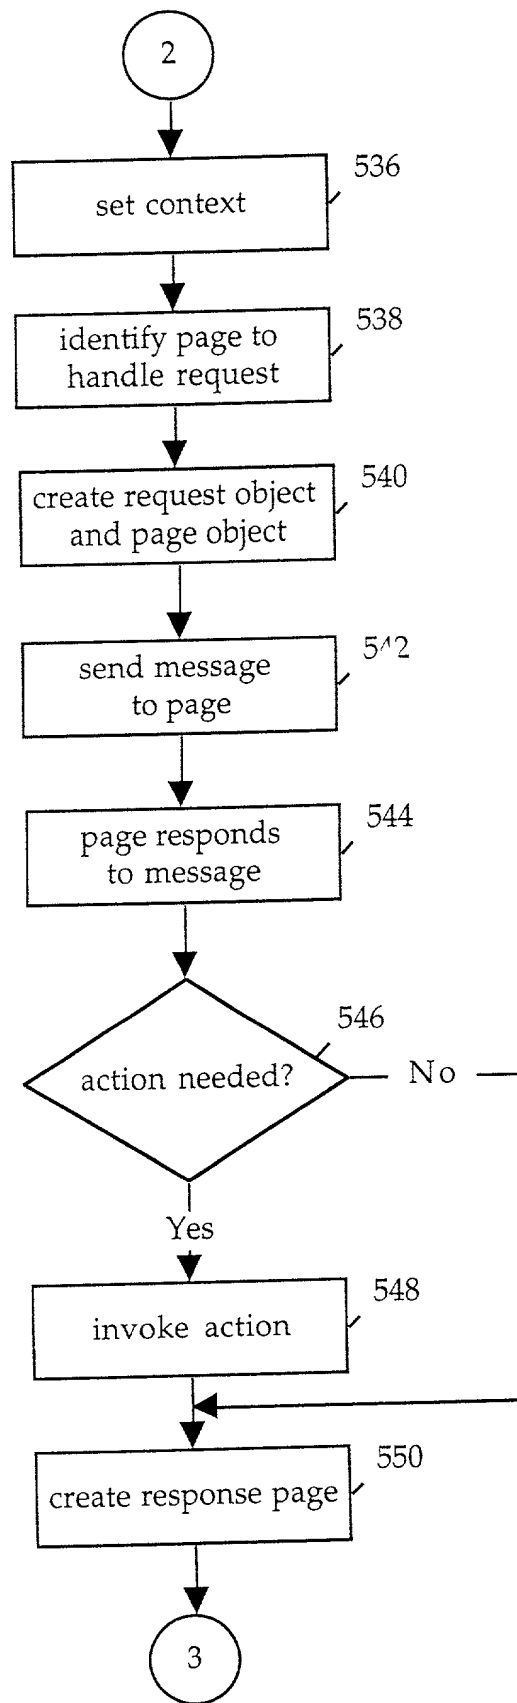 2
536
set context
538
identify page to
handle request
540
create request object
and page object
send message
to page
544
page responds
to message
546
action needed?
No
Yes
548
invoke action
550
create response page
3